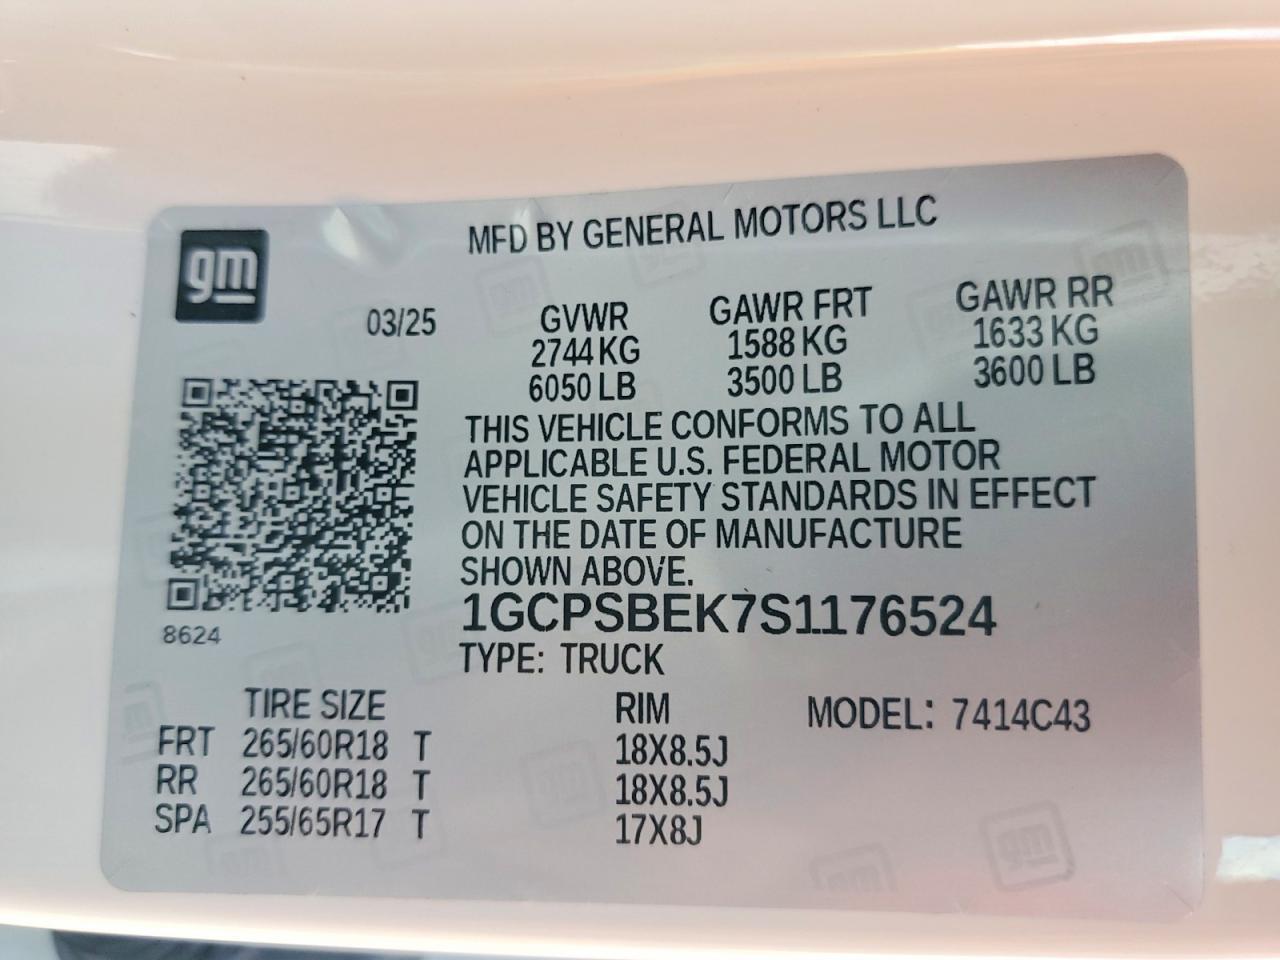 MFD BY GENERAL MOTORS LLC
gm
03/25
GVWR GAWR FRT GAWR RR
2744 KG 1588 KG 1633 KG
6050 LB 3500 LB 3600 LB
THIS VEHICLE CONFORMS TO ALL
APPLICABLE U.S. FEDERAL MOTOR
VEHICLE SAFETY STANDARDS IN EFFECT
ON THE DATE OF MANUFACTURE
SHOWN ABOVE.
1GCPSBEK7S1176524
8624
TYPE: TRUCK
TIRE SIZE RIM MODEL: 7414C43
FRT 265/60R18 T 18X8.5J
RR 265/60R18 T 18X8.5J
SPA 255/65R17 T 17X8J